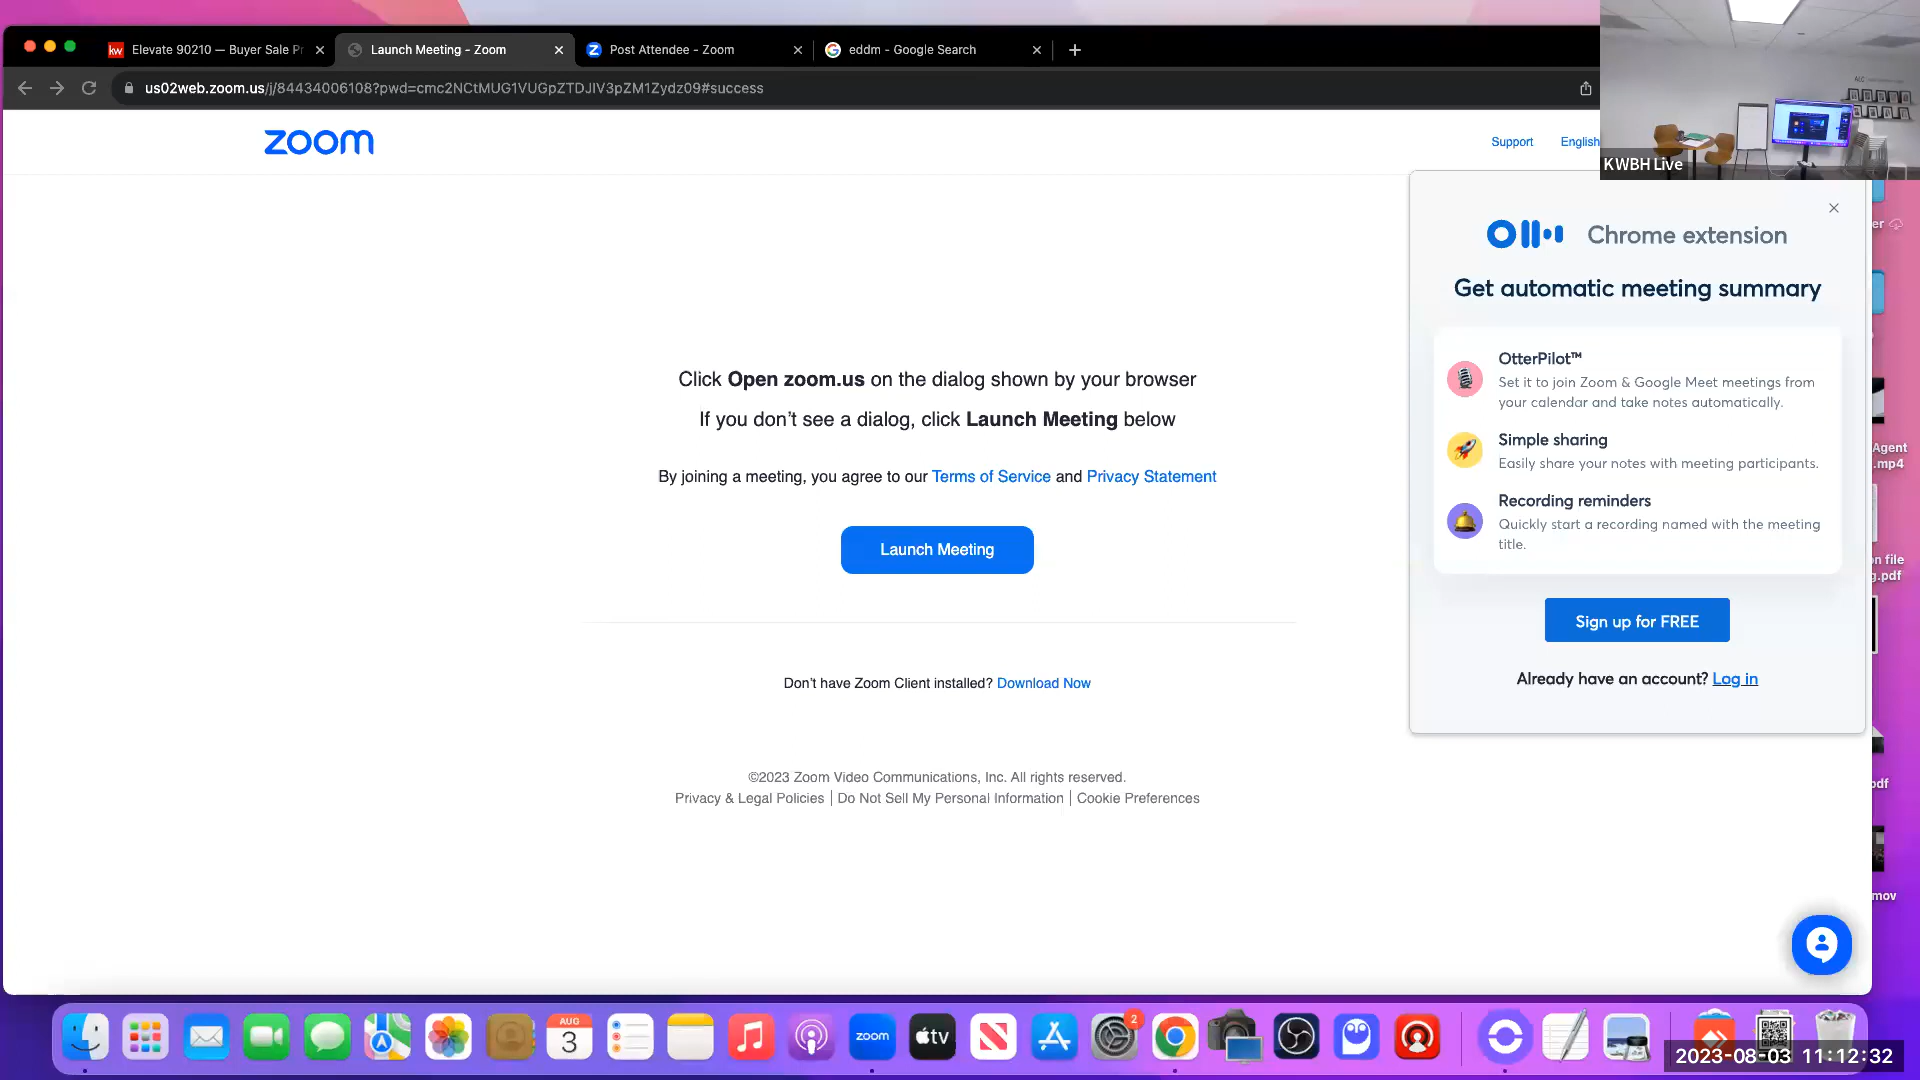 Elevate 90210 — Buyer Sale Pr
Launch Meeting - Zoom
Post Attendee - Zoom
eddm - Google Search
us02web.zoom.us/j/84434006108?pwd=cmc2NCtMUG1VUGpZTDJIV3pZM1Zydz09#success
zoom
Support
English
KWBH Live
Chrome extension
Get automatic meeting summary
OtterPilot™
Set it to join Zoom & Google Meet meetings from
your calendar and take notes automatically.
Simple sharing
Easily share your notes with meeting participants.
Recording reminders
Quickly start a recording named with the meeting
title.
Sign up for FREE
Already have an account? Log in
Click Open zoom.us on the dialog shown by your browser
If you don’t see a dialog, click Launch Meeting below
By joining a meeting, you agree to our Terms of Service and Privacy Statement
Launch Meeting
Don’t have Zoom Client installed? Download Now
©2023 Zoom Video Communications, Inc. All rights reserved.
Privacy & Legal Policies | Do Not Sell My Personal Information | Cookie Preferences
er
Agent
.mp4
on file
g.pdf
pdf
mov
AUG
3
zoom
tv
2
2023-08-03 11:12:32